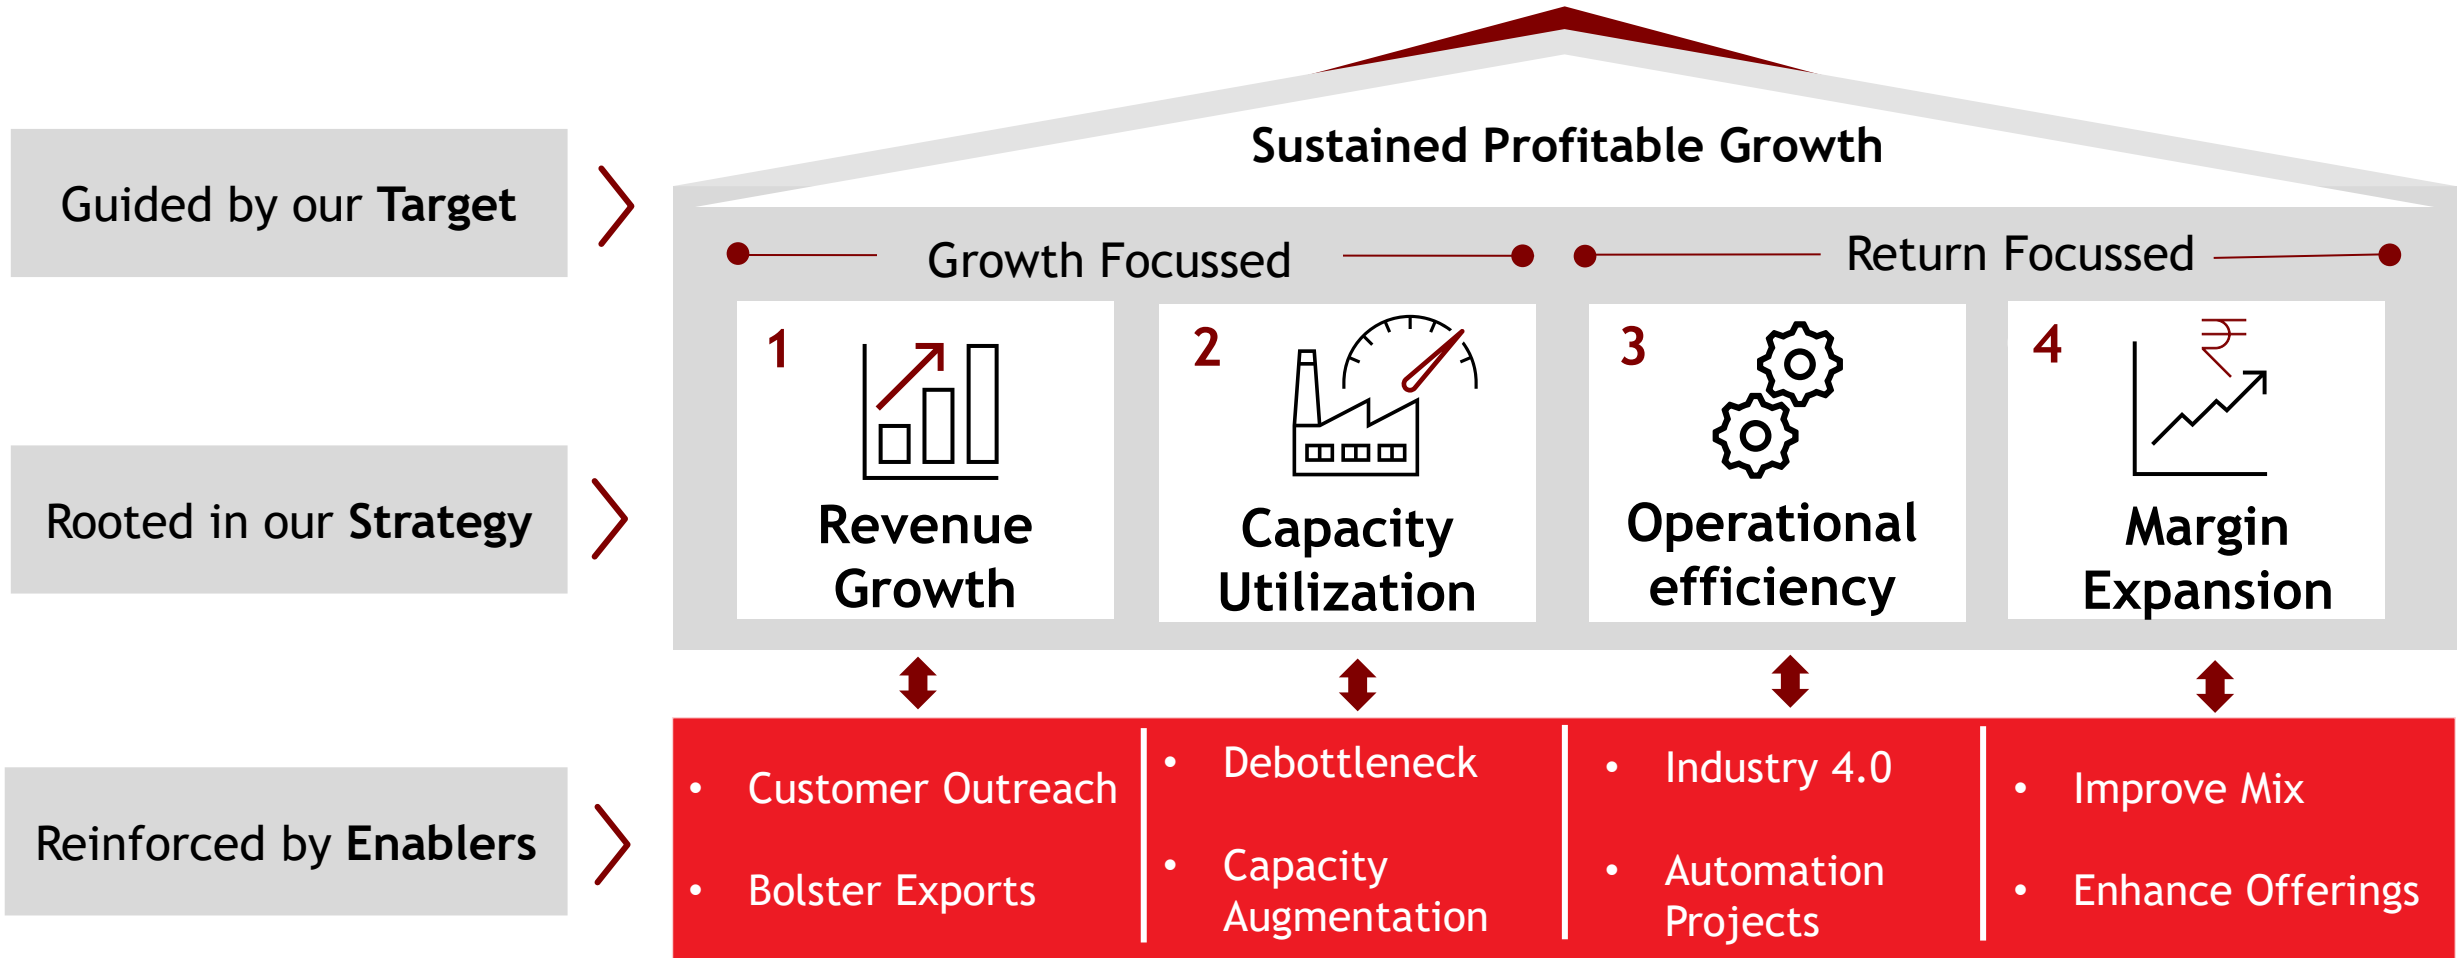 Sustained Profitable Growth
Guided by our Target
Growth Focussed
Return Focussed
1
2
3
4
₹
Rooted in our Strategy
Revenue
Growth
Capacity
Utilization
Operational
efficiency
Margin
Expansion
Reinforced by Enablers
• Customer Outreach
• Bolster Exports
• Debottleneck
• Capacity
Augmentation
• Industry 4.0
• Automation
Projects
• Improve Mix
• Enhance Offerings